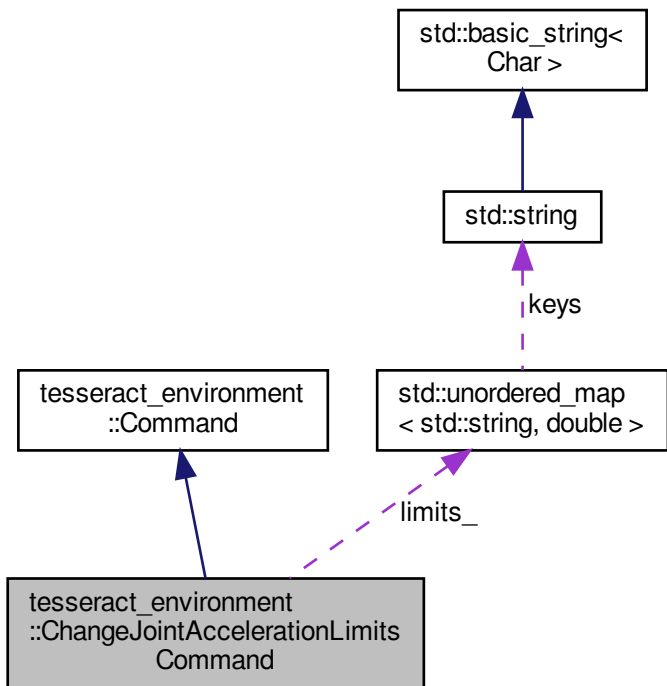 std::basic_string<
Char >
std::string
keys
tesseract_environment
::Command
std::unordered_map
< std::string, double >
limits_
tesseract_environment
::ChangeJointAccelerationLimits
Command